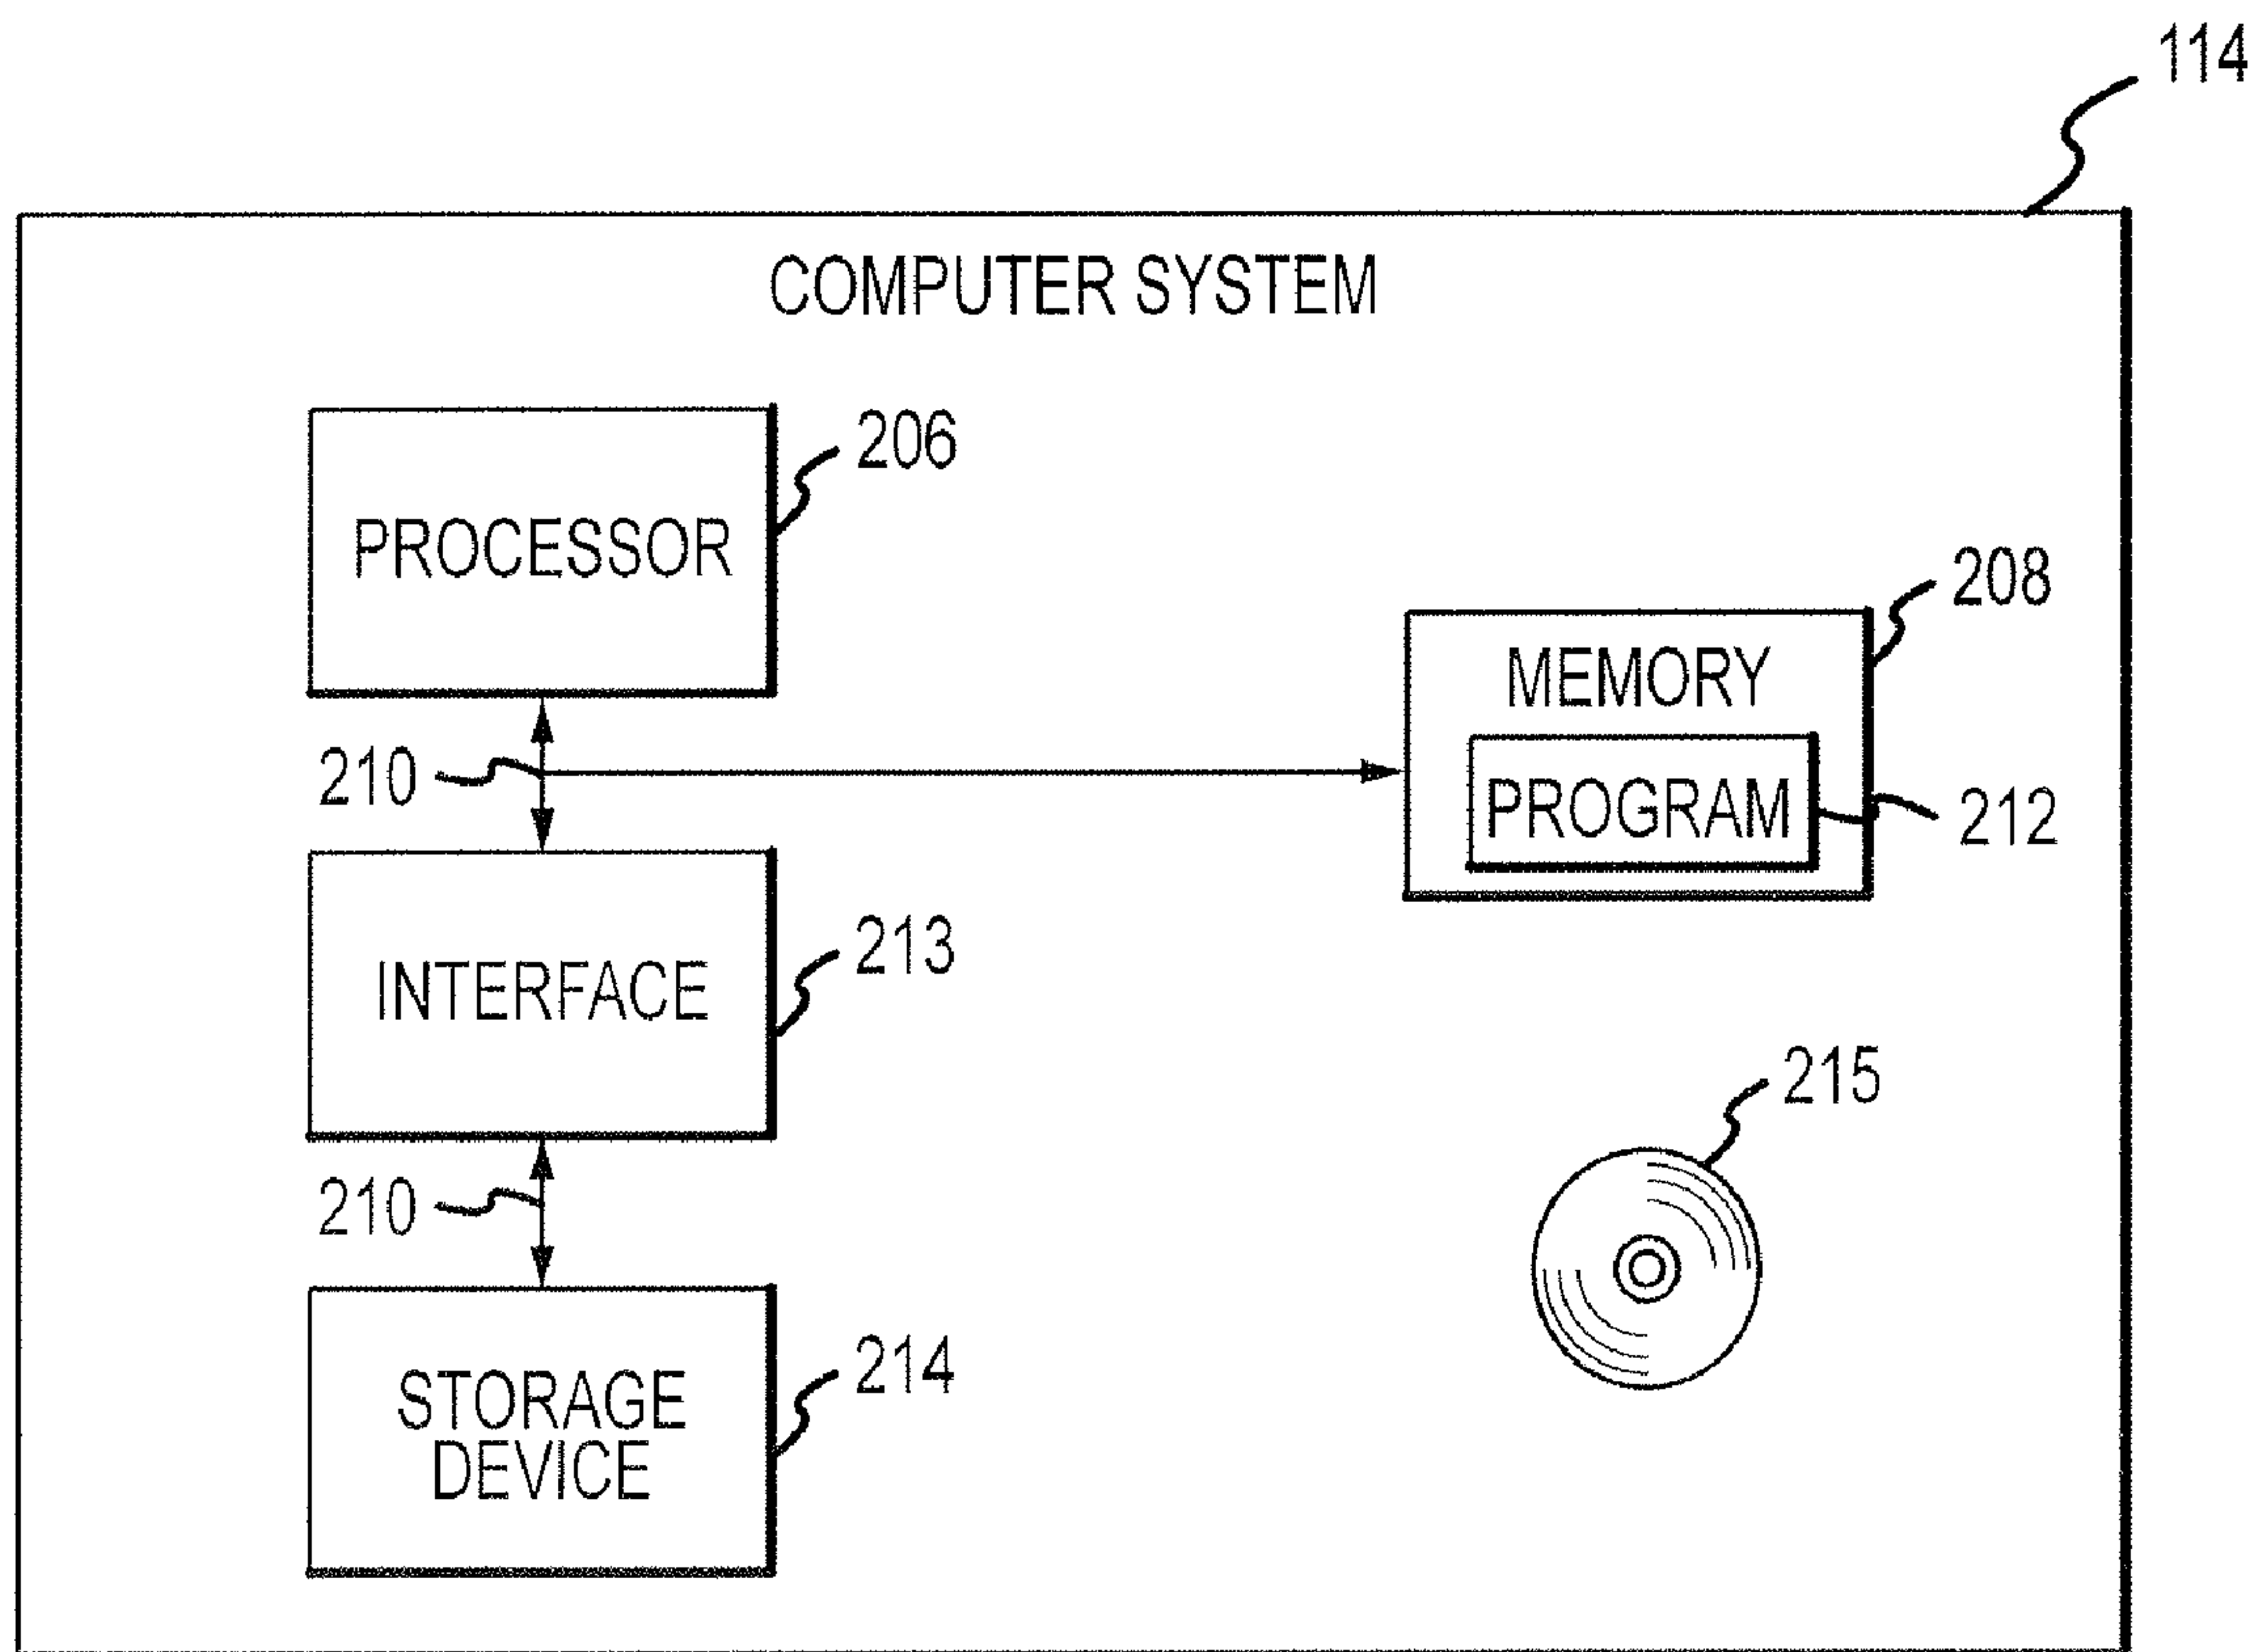 114
COMPUTER SYSTEM
206
PROCESSOR
208
MEMORY
210
PROGRAM
212
213
INTERFACE
215
210
214
STORAGE
DEVICE